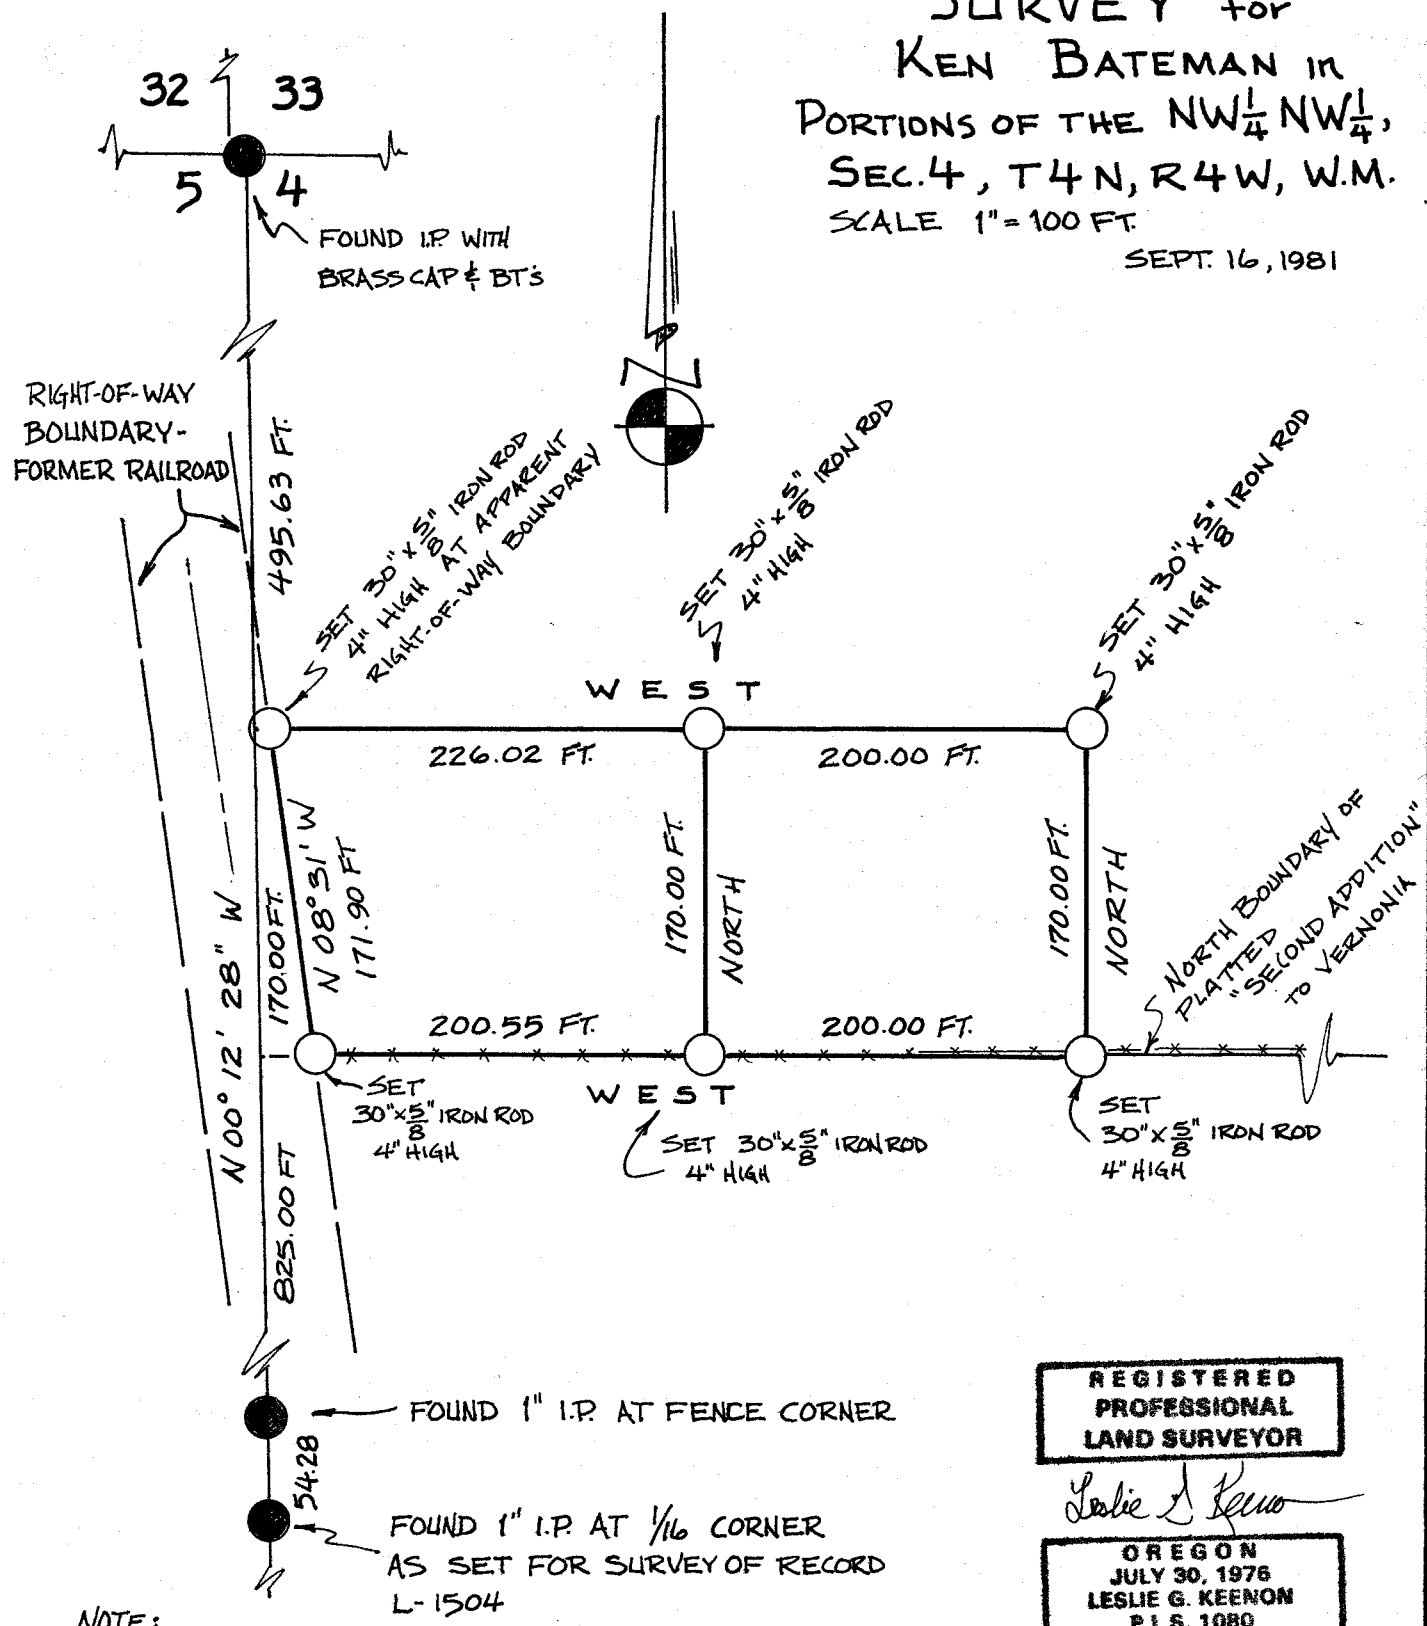 SURVEY for
KEN BATEMAN in
PORTIONS OF THE NW¼ NW¼,
SEC. 4, T4N, R4W, W.M.
SCALE 1" = 100 FT.
SEPT. 16, 1981
32 33
5 4
FOUND I.P. WITH
BRASS CAP & BT's
N
RIGHT-OF-WAY
BOUNDARY-
FORMER RAILROAD
495.63 FT.
SET 30" x 5/8" IRON ROD
4" HIGH AT APPARENT
RIGHT-OF-WAY BOUNDARY
SET 30" x 5/8" IRON ROD
4" HIGH
SET 30" x 5/8" IRON ROD
4" HIGH
WEST
226.02 FT.
200.00 FT.
N 00° 12' 28" W
170.00 FT.
N 08° 31' W
171.90 FT
170.00 FT.
NORTH
170.00 FT.
NORTH
NORTH BOUNDARY OF
PLATTED
"SECOND ADDITION"
TO VERNONIA
200.55 FT.
200.00 FT.
WEST
SET
30" x 5/8" IRON ROD
4" HIGH
SET 30" x 5/8" IRON ROD
4" HIGH
SET
30" x 5/8" IRON ROD
4" HIGH
825.00 FT
FOUND 1" I.P. AT FENCE CORNER
54.28
FOUND 1" I.P. AT 1/16 CORNER
AS SET FOR SURVEY OF RECORD
L-1504
NOTE:
REGISTERED
PROFESSIONAL
LAND SURVEYOR
Leslie G Keenon
OREGON
JULY 30, 1976
LESLIE G. KEENON
P.L.S. 1080